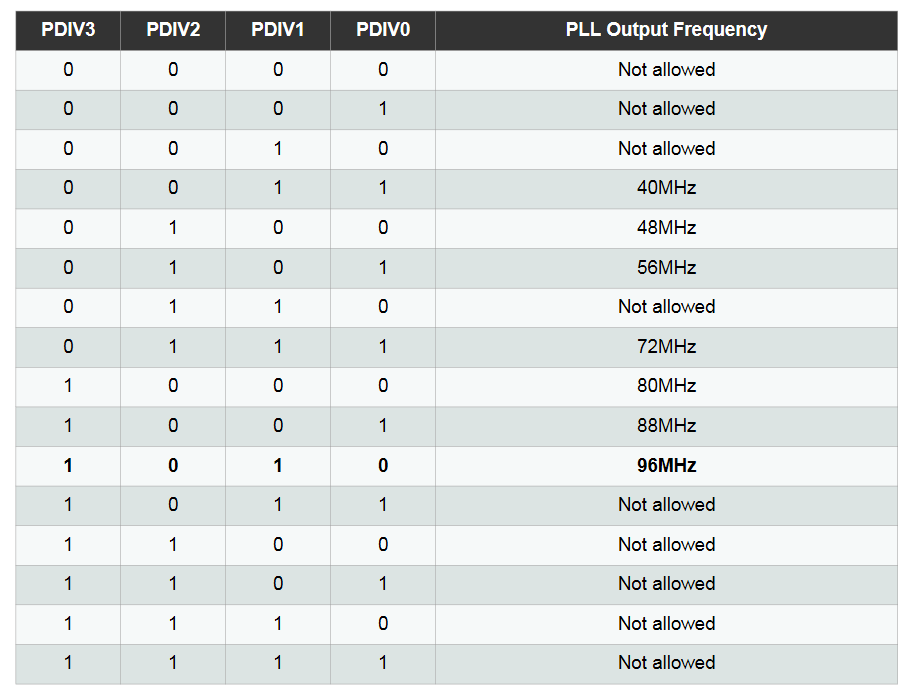 PDIV3 PDIV2 PDIV1 PDIV0 PLL Output Frequency
0 0 0 0 Not allowed
0 0 0 1 Not allowed
0 0 1 0 Not allowed
0 0 1 1 40MHz
0 1 0 0 48MHz
0 1 0 1 56MHz
0 1 1 0 Not allowed
0 1 1 1 72MHz
1 0 0 0 80MHz
1 0 0 1 88MHz
1 0 1 0 96MHz
1 0 1 1 Not allowed
1 1 0 0 Not allowed
1 1 0 1 Not allowed
1 1 1 0 Not allowed
1 1 1 1 Not allowed